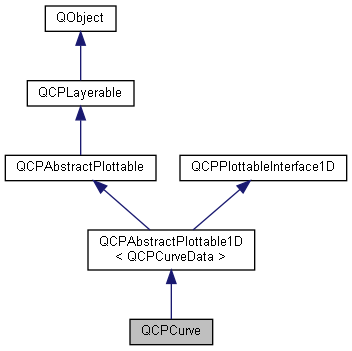 QObject
QCPLayerable
QCPAbstractPlottable
QCPPlottableInterface1D
QCPAbstractPlottable1D
< QCPCurveData >
QCPCurve